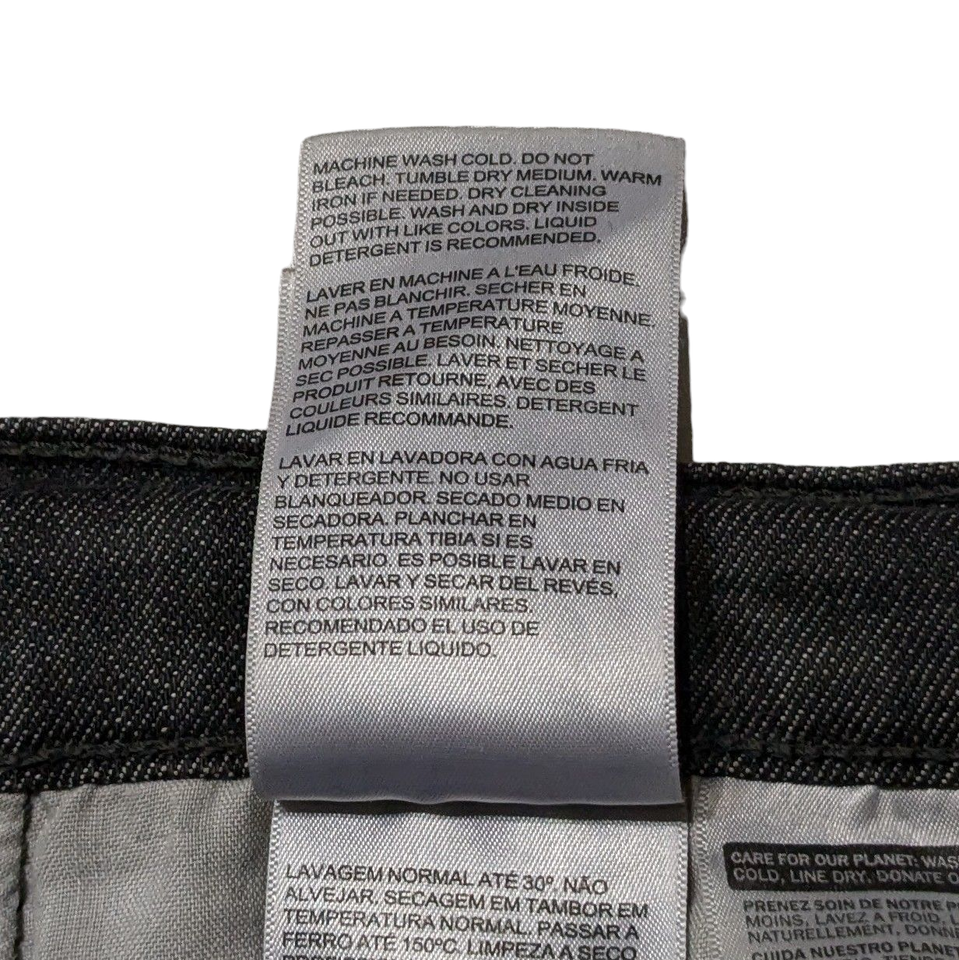 MACHINE WASH COLD. DO NOT
BLEACH. TUMBLE DRY MEDIUM. WARM
IRON IF NEEDED. DRY CLEANING
POSSIBLE. WASH AND DRY INSIDE
OUT WITH LIKE COLORS. LIQUID
DETERGENT IS RECOMMENDED.
LAVER EN MACHINE A L'EAU FROIDE.
NE PAS BLANCHIR. SECHER EN
MACHINE A TEMPERATURE MOYENNE.
REPASSER A TEMPERATURE
MOYENNE AU BESOIN. NETTOYAGE A
SEC POSSIBLE. LAVER ET SECHER LE
PRODUIT RETOURNE, AVEC DES
COULEURS SIMILAIRES. DETERGENT
LIQUIDE RECOMMANDE.
LAVAR EN LAVADORA CON AGUA FRIA
Y DETERGENTE. NO USAR
BLANQUEADOR. SECADO MEDIO EN
SECADORA. PLANCHAR EN
TEMPERATURA TIBIA SI ES
NECESARIO. ES POSIBLE LAVAR EN
SECO. LAVAR Y SECAR DEL REVÉS,
CON COLORES SIMILARES.
RECOMENDADO EL USO DE
DETERGENTE LIQUIDO.
LAVAGEM NORMAL ATÉ 30º. NÃO
ALVEJAR. SECAGEM EM TAMBOR EM
TEMPERATURA NORMAL. PASSAR A
FERRO ATÉ 150ºC. LIMPEZA A SECO
CARE FOR OUR PLANET: WAS
COLD, LINE DRY, DONATE O
PRENEZ SOIN DE NOTRE P
MOINS, LAVEZ A FROID, L
NATURELLEMENT, DONNE
CUIDA NUESTRO PLANET